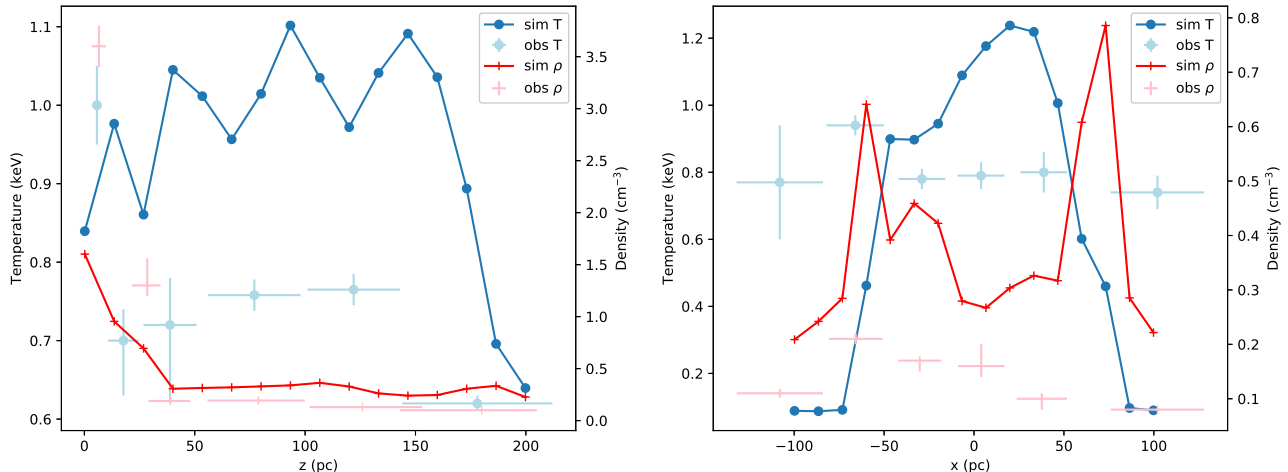 1.1
1.0
0.9
0.8
0.7
0.6
Temperature (keV)
0
50
100
150
200
z (pc)
3.5
3.0
2.5
2.0
1.5
1.0
0.5
0.0
Density (cm⁻³)
sim T
obs T
sim ρ
obs ρ
1.2
1.0
0.8
0.6
0.4
0.2
Temperature (keV)
−100
−50
0
50
100
x (pc)
0.8
0.7
0.6
0.5
0.4
0.3
0.2
0.1
Density (cm⁻³)
sim T
obs T
sim ρ
obs ρ